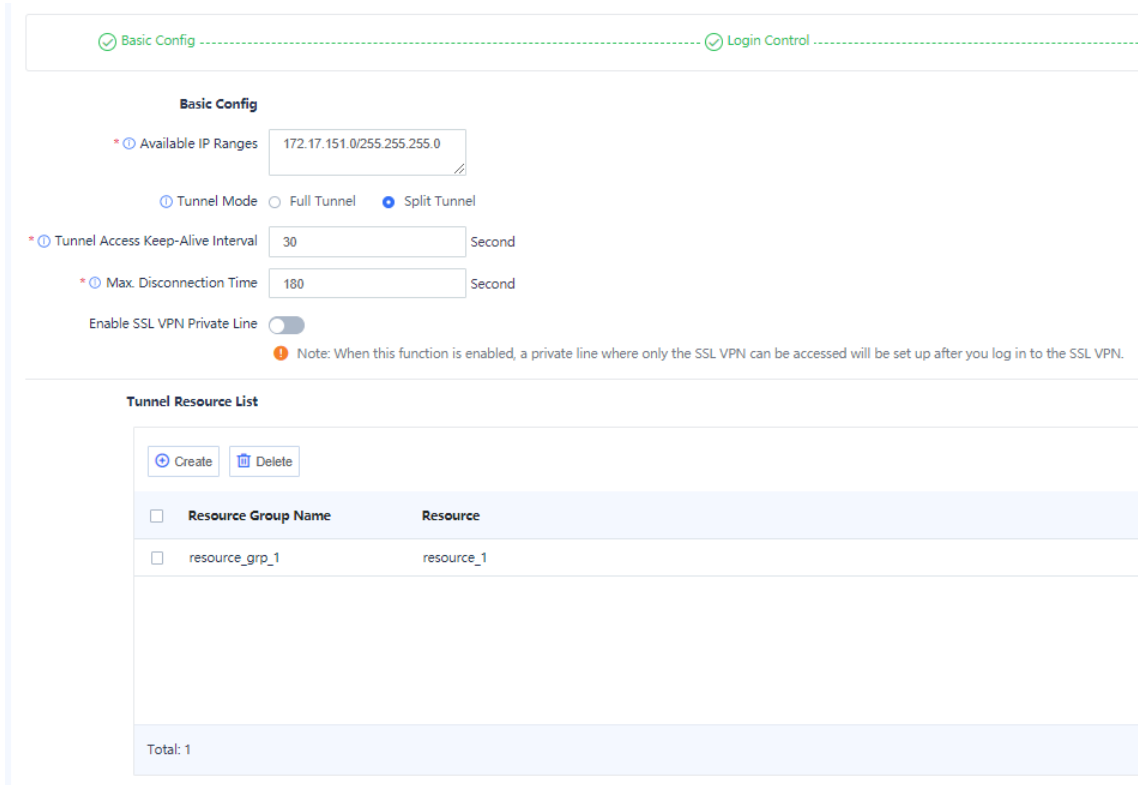 Basic Config
Login Control
Basic Config
* Available IP Ranges 172.17.151.0/255.255.255.0
Tunnel Mode Full Tunnel Split Tunnel
* Tunnel Access Keep-Alive Interval 30 Second
* Max. Disconnection Time 180 Second
Enable SSL VPN Private Line
Note: When this function is enabled, a private line where only the SSL VPN can be accessed will be set up after you log in to the SSL VPN.
Tunnel Resource List
Create Delete
Resource Group Name Resource
resource_grp_1 resource_1
Total: 1